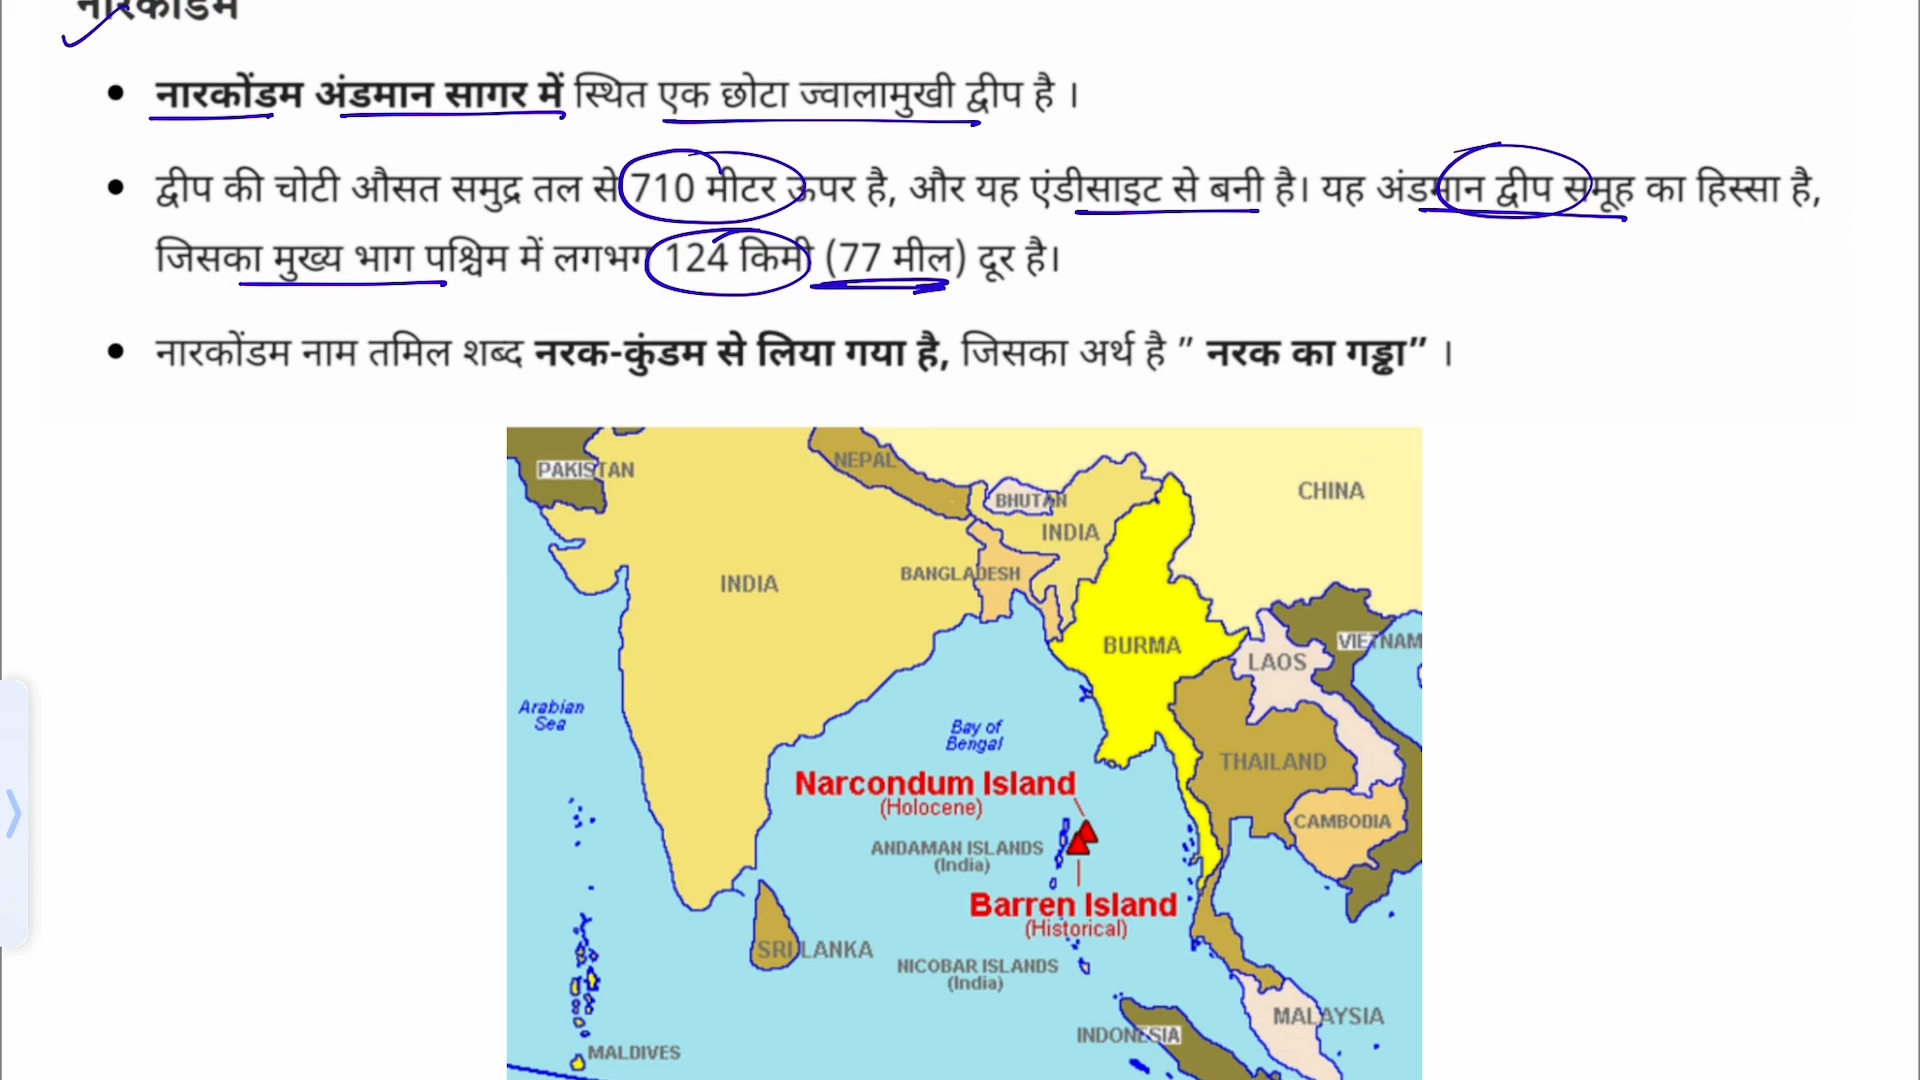 नारकोंडम
नारकोंडम अंडमान सागर में स्थित एक छोटा ज्वालामुखी द्वीप है ।
द्वीप की चोटी औसत समुद्र तल से 710 मीटर ऊपर है, और यह एंडीसाइट से बनी है। यह अंडमान द्वीप समूह का हिस्सा है,
जिसका मुख्य भाग पश्चिम में लगभग 124 किमी (77 मील) दूर है।
नारकोंडम नाम तमिल शब्द नरक-कुंडम से लिया गया है, जिसका अर्थ है ” नरक का गड्ढा” ।
NEPAL
PAKISTAN
CHINA
BHUTAN
INDIA
BANGLADESH
INDIA
VIETNAM
BURMA
LAOS
Arabian
Sea
Bay of
Bengal
THAILAND
Narcondum Island
(Holocene)
CAMBODIA
ANDAMAN ISLANDS
(India)
Barren Island
(Historical)
SRI LANKA
NICOBAR ISLANDS
(India)
MALAYSIA
INDONESIA
MALDIVES